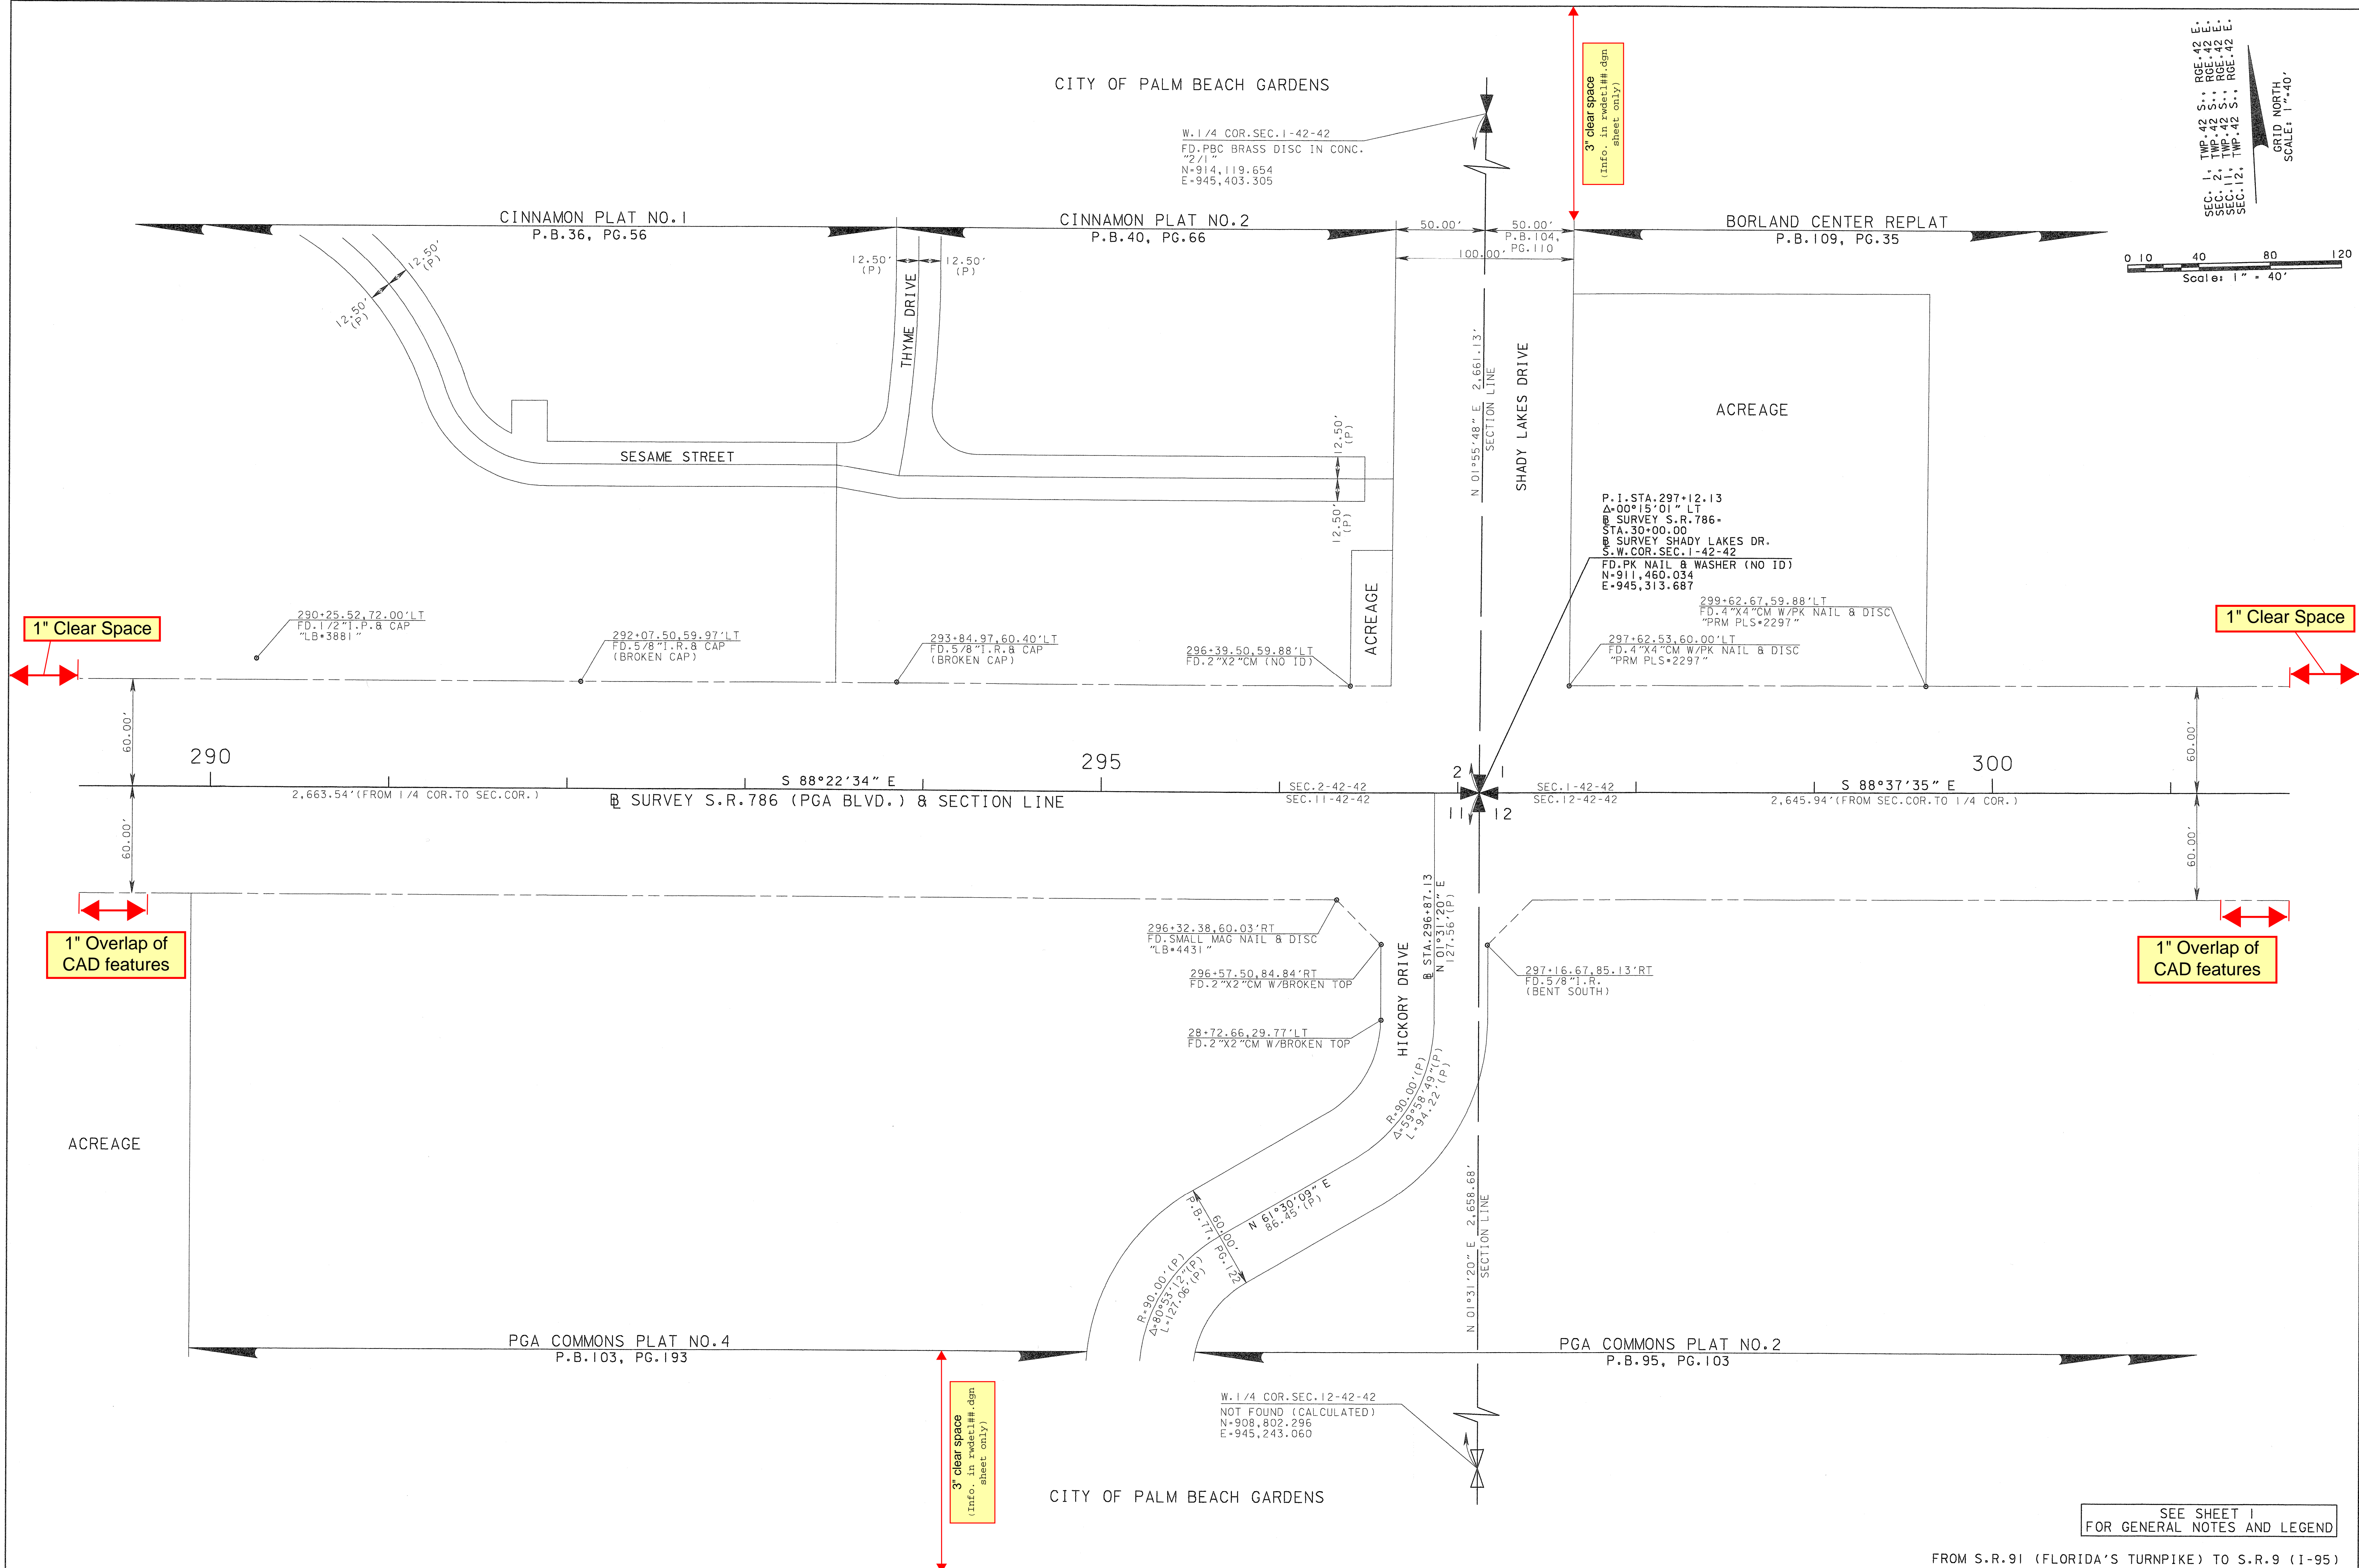 CITY OF PALM BEACH GARDENS
W.1/4 COR.SEC.1-42-42
FD.PBC BRASS DISC IN CONC.
"2/1"
N=914,119.654
E=945,403.305
3" clear space
(Info. in rwdetl##.dgn
sheet only)
SEC. 1, TWP.42 S., RGE.42 E.
SEC. 2, TWP.42 S., RGE.42 E.
SEC.11, TWP.42 S., RGE.42 E.
SEC.12, TWP.42 S., RGE.42 E.
GRID NORTH
SCALE: 1"=40'
0 10 40 80 120
Scale: 1" = 40'
CINNAMON PLAT NO.1
P.B.36, PG.56
CINNAMON PLAT NO.2
P.B.40, PG.66
50.00'
50.00'
P.B.104,
PG.110
100.00'
BORLAND CENTER REPLAT
P.B.109, PG.35
12.50'
(P)
12.50'
(P)
12.50'
(P)
12.50'
(P)
THYME DRIVE
SESAME STREET
12.50'
(P)
12.50'
(P)
N 01°55'48" E 2,661.13'
SECTION LINE
SHADY LAKES DRIVE
ACREAGE
P.I.STA.297+12.13
Δ=00°15'01" LT
℄ SURVEY S.R.786=
STA.30+00.00
℄ SURVEY SHADY LAKES DR.
S.W.COR.SEC.1-42-42
FD.PK NAIL & WASHER (NO ID)
N=911,460.034
E=945,313.687
ACREAGE
1" Clear Space
290+25.52,72.00'LT
FD.1/2"I.P.& CAP
"LB#3881"
292+07.50,59.97'LT
FD.5/8"I.R.& CAP
(BROKEN CAP)
293+84.97,60.40'LT
FD.5/8"I.R.& CAP
(BROKEN CAP)
296+39.50,59.88'LT
FD.2"X2"CM (NO ID)
299+62.67,59.88'LT
FD.4"X4"CM W/PK NAIL & DISC
"PRM PLS#2297"
297+62.53,60.00'LT
FD.4"X4"CM W/PK NAIL & DISC
"PRM PLS#2297"
1" Clear Space
60.00'
60.00'
290
295
300
S 88°22'34" E
2,663.54'(FROM 1/4 COR.TO SEC.COR.)
℄ SURVEY S.R.786 (PGA BLVD.) & SECTION LINE
SEC.2-42-42
SEC.11-42-42
2 1
11 12
SEC.1-42-42
SEC.12-42-42
S 88°37'35" E
2,645.94'(FROM SEC.COR.TO 1/4 COR.)
60.00'
60.00'
1" Overlap of
CAD features
1" Overlap of
CAD features
296+32.38,60.03'RT
FD.SMALL MAG NAIL & DISC
"LB#4431"
296+57.50,84.84'RT
FD.2"X2"CM W/BROKEN TOP
28+72.66,29.77'LT
FD.2"X2"CM W/BROKEN TOP
HICKORY DRIVE
℄ STA.296+87.13
N 01°31'20" E
127.56'(P)
297+16.67,85.13'RT
FD.5/8"I.R.
(BENT SOUTH)
R=90.00'(P)
Δ=59°58'49"(P)
L=94.22'(P)
ACREAGE
N 61°30'09" E
86.45'(P)
60.00'
P.B.77, PG.122
R=90.00'(P)
Δ=80°53'12"(P)
L=127.06'(P)
N 01°31'20" E 2,658.68'
SECTION LINE
PGA COMMONS PLAT NO.4
P.B.103, PG.193
PGA COMMONS PLAT NO.2
P.B.95, PG.103
3" clear space
(Info. in rwdetl##.dgn
sheet only)
W.1/4 COR.SEC.12-42-42
NOT FOUND (CALCULATED)
N=908,802.296
E=945,243.060
CITY OF PALM BEACH GARDENS
SEE SHEET 1
FOR GENERAL NOTES AND LEGEND
FROM S.R.91 (FLORIDA'S TURNPIKE) TO S.R.9 (I-95)